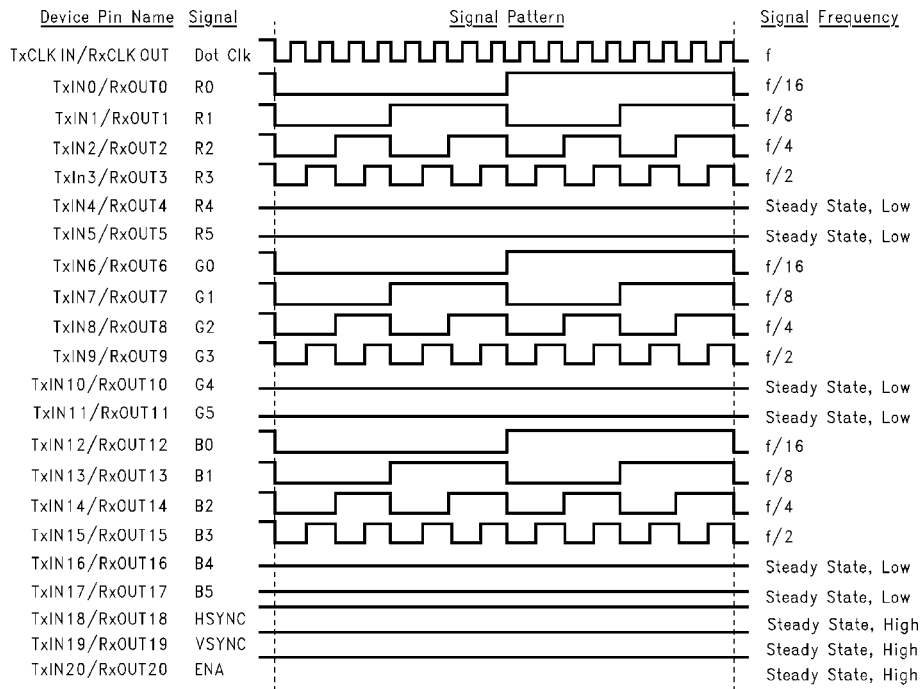 Device Pin Name Signal Signal Pattern Signal Frequency
TxCLK IN/RxCLK OUT Dot Clk f
TxIN0/RxOUT0 R0 f/16
TxIN1/RxOUT1 R1 f/8
TxIN2/RxOUT2 R2 f/4
TxIn3/RxOUT3 R3 f/2
TxIN4/RxOUT4 R4 Steady State, Low
TxIN5/RxOUT5 R5 Steady State, Low
TxIN6/RxOUT6 G0 f/16
TxIN7/RxOUT7 G1 f/8
TxIN8/RxOUT8 G2 f/4
TxIN9/RxOUT9 G3 f/2
TxIN10/RxOUT10 G4 Steady State, Low
TxIN11/RxOUT11 G5 Steady State, Low
TxIN12/RxOUT12 B0 f/16
TxIN13/RxOUT13 B1 f/8
TxIN14/RxOUT14 B2 f/4
TxIN15/RxOUT15 B3 f/2
TxIN16/RxOUT16 B4 Steady State, Low
TxIN17/RxOUT17 B5 Steady State, Low
TxIN18/RxOUT18 HSYNC Steady State, High
TxIN19/RxOUT19 VSYNC Steady State, High
TxIN20/RxOUT20 ENA Steady State, High